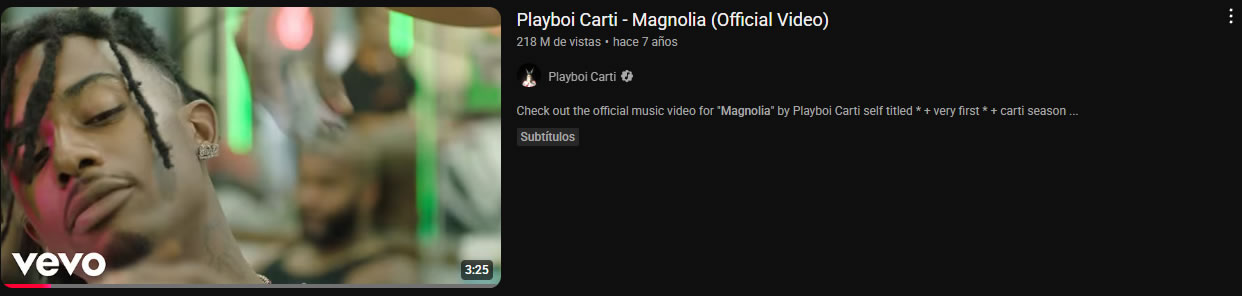 Playboi Carti - Magnolia (Official Video)
218 M de vistas • hace 7 años
Playboi Carti
Check out the official music video for "Magnolia" by Playboi Carti self titled * + very first * + carti season ...
Subtítulos
vevo
3:25